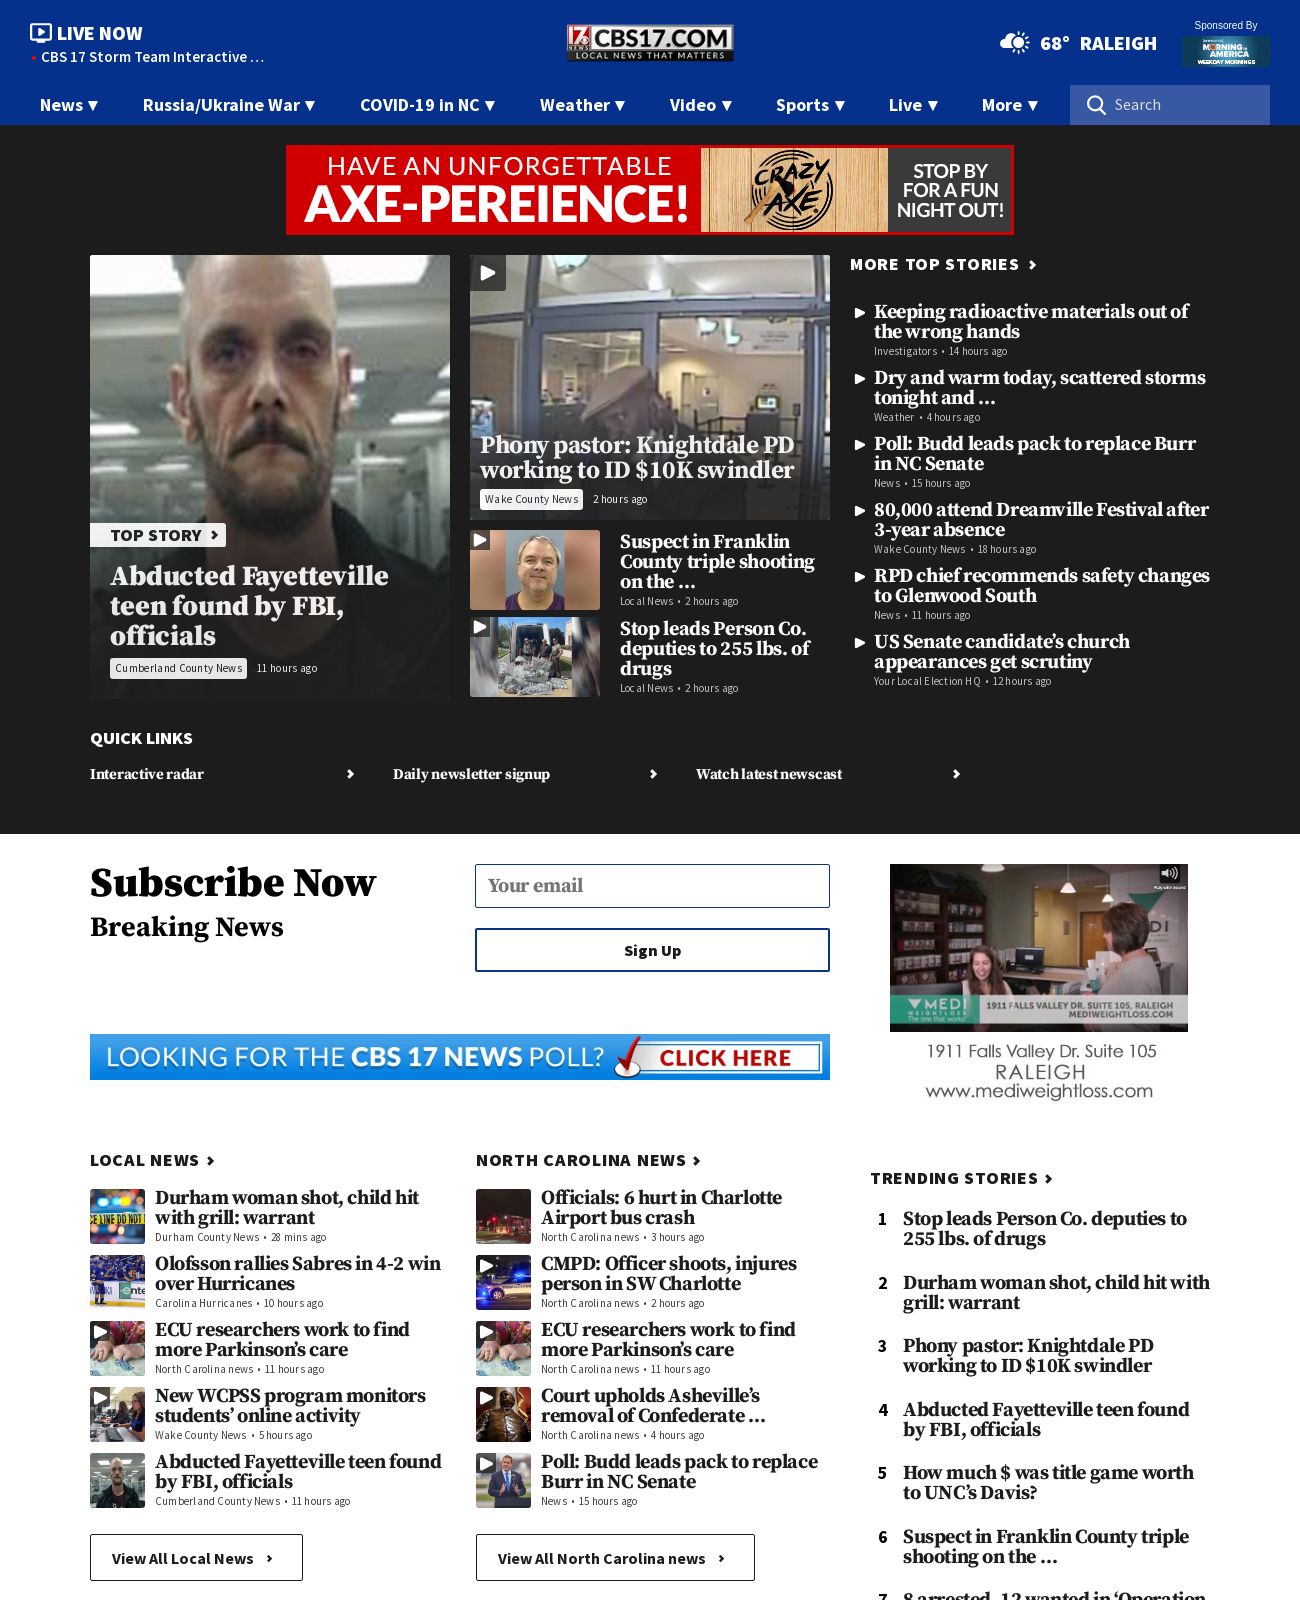 LIVE NOW
CBS 17 Storm Team Interactive …
17 NEWS CBS17.COM
LOCAL NEWS THAT MATTERS
68° RALEIGH
Sponsored By
MORNING in AMERICA
WEEKDAY MORNINGS
News ▾ Russia/Ukraine War ▾ COVID-19 in NC ▾ Weather ▾ Video ▾ Sports ▾ Live ▾ More ▾ Search
HAVE AN UNFORGETTABLE
AXE-PEREIENCE!
CRAZY
AXE
STOP BY
FOR A FUN
NIGHT OUT!
TOP STORY
Abducted Fayetteville
teen found by FBI,
officials
Cumberland County News 11 hours ago
Phony pastor: Knightdale PD
working to ID $10K swindler
Wake County News 2 hours ago
Suspect in Franklin
County triple shooting
on the …
Local News • 2 hours ago
Stop leads Person Co.
deputies to 255 lbs. of
drugs
Local News • 2 hours ago
MORE TOP STORIES
Keeping radioactive materials out of
the wrong hands
Investigators • 14 hours ago
Dry and warm today, scattered storms
tonight and …
Weather • 4 hours ago
Poll: Budd leads pack to replace Burr
in NC Senate
News • 15 hours ago
80,000 attend Dreamville Festival after
3-year absence
Wake County News • 18 hours ago
RPD chief recommends safety changes
to Glenwood South
News • 11 hours ago
US Senate candidate’s church
appearances get scrutiny
Your Local Election HQ • 12 hours ago
QUICK LINKS
Interactive radar
Daily newsletter signup
Watch latest newscast
Subscribe Now
Breaking News
Your email
Sign Up
Play with sound
MEDI
WEIGHTLOSS
The one that works!
1911 FALLS VALLEY DR. SUITE 105, RALEIGH
MEDIWEIGHTLOSS.COM
1911 Falls Valley Dr. Suite 105
RALEIGH
www.mediweightloss.com
LOOKING FOR THE CBS 17 NEWS POLL? CLICK HERE
LOCAL NEWS
Durham woman shot, child hit
with grill: warrant
Durham County News • 28 mins ago
Olofsson rallies Sabres in 4-2 win
over Hurricanes
Carolina Hurricanes • 10 hours ago
ECU researchers work to find
more Parkinson’s care
North Carolina news • 11 hours ago
New WCPSS program monitors
students’ online activity
Wake County News • 5 hours ago
Abducted Fayetteville teen found
by FBI, officials
Cumberland County News • 11 hours ago
View All Local News
NORTH CAROLINA NEWS
Officials: 6 hurt in Charlotte
Airport bus crash
North Carolina news • 3 hours ago
CMPD: Officer shoots, injures
person in SW Charlotte
North Carolina news • 2 hours ago
ECU researchers work to find
more Parkinson’s care
North Carolina news • 11 hours ago
Court upholds Asheville’s
removal of Confederate …
North Carolina news • 4 hours ago
Poll: Budd leads pack to replace
Burr in NC Senate
News • 15 hours ago
View All North Carolina news
TRENDING STORIES
1 Stop leads Person Co. deputies to
255 lbs. of drugs
2 Durham woman shot, child hit with
grill: warrant
3 Phony pastor: Knightdale PD
working to ID $10K swindler
4 Abducted Fayetteville teen found
by FBI, officials
5 How much $ was title game worth
to UNC’s Davis?
6 Suspect in Franklin County triple
shooting on the …
7 8 arrested, 12 wanted in ‘Operation